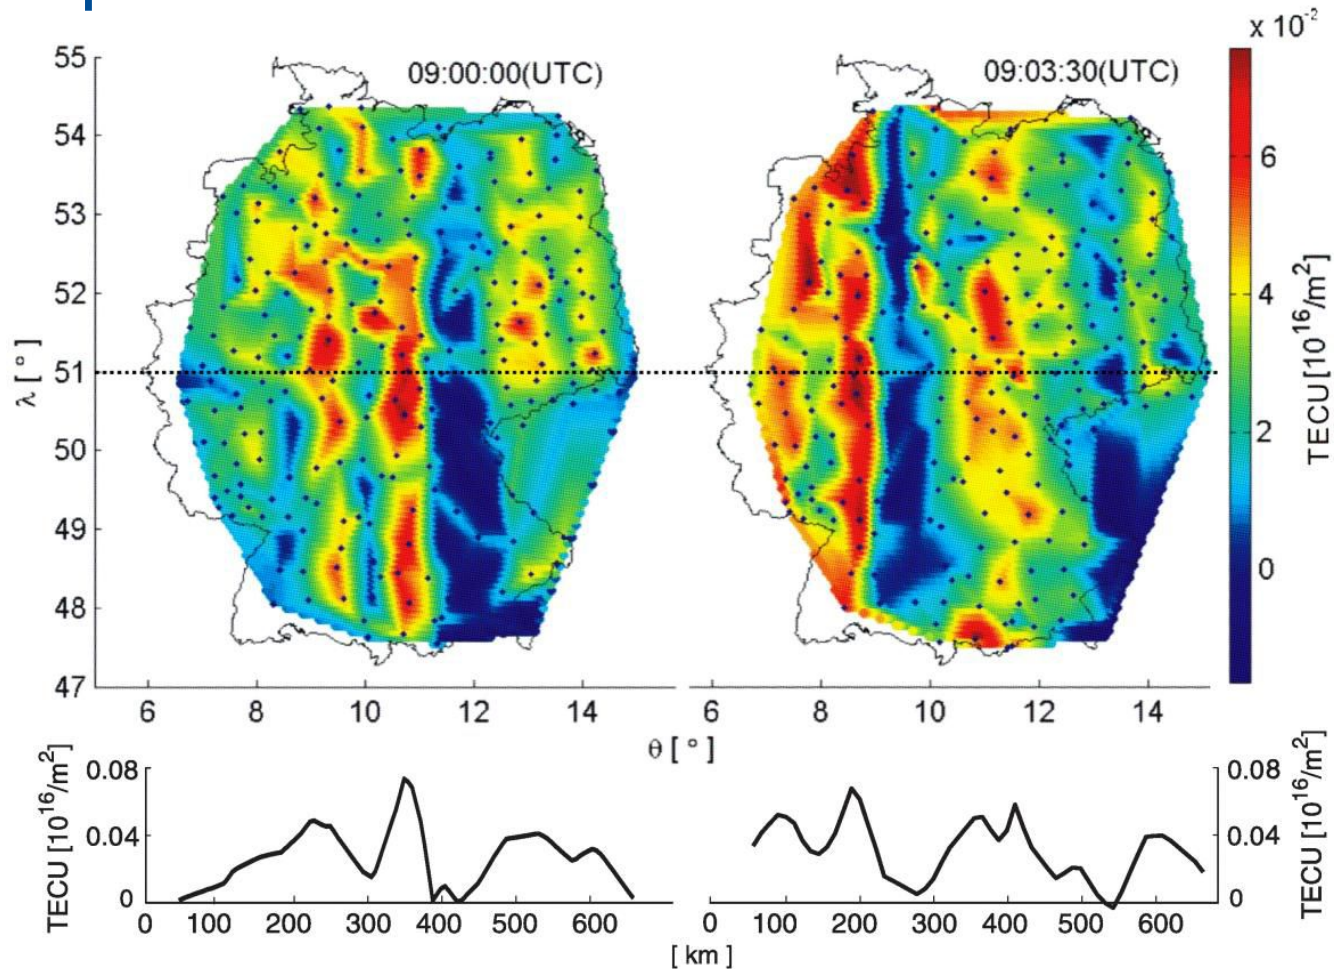 x 10⁻²
09:00:00(UTC)
09:03:30(UTC)
55
54
53
52
51
50
49
48
47
λ [ ° ]
6
4
2
0
TECU [10¹⁶/m²]
6 8 10 12 14
6 8 10 12 14
θ [ ° ]
TECU [10¹⁶/m²]
0.08
0.04
0
0.08
0.04
0
TECU [10¹⁶/m²]
0 100 200 300 400 500 600
0 100 200 300 400 500 600
[ km ]